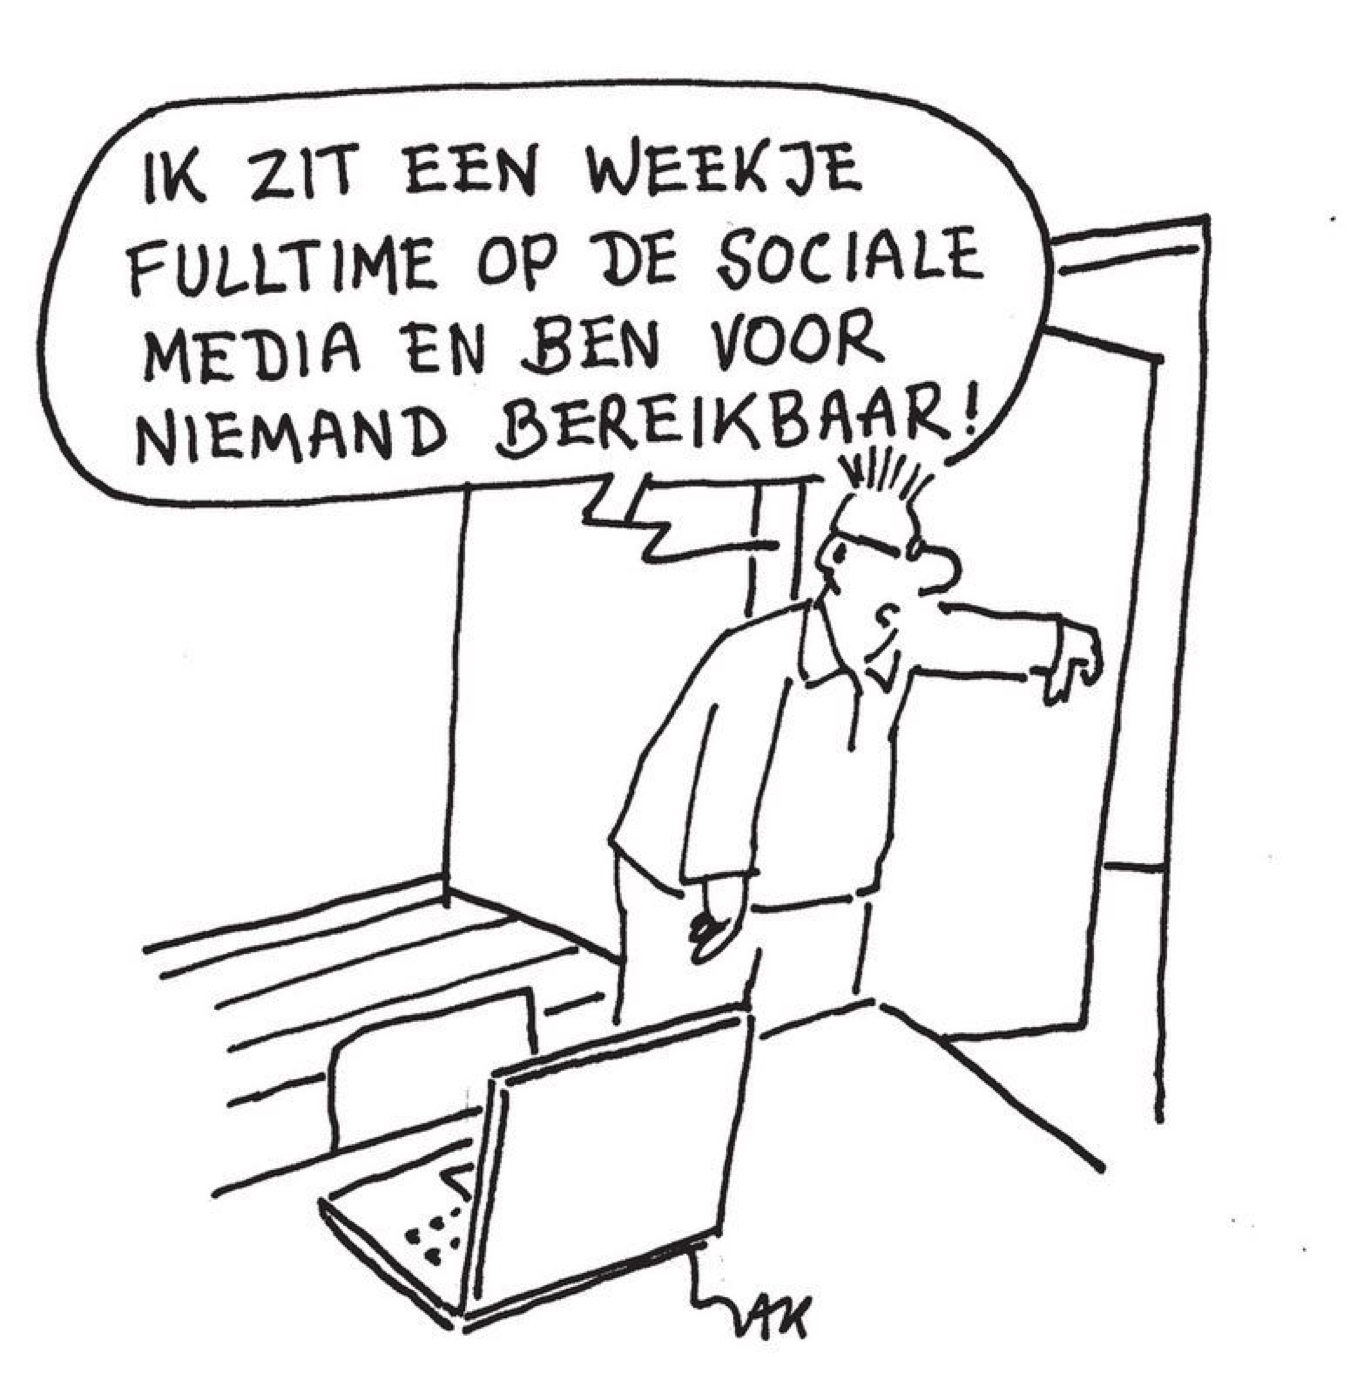 IK ZIT EEN WEEKJE
FULLTIME OP DE SOCIALE
MEDIA EN BEN VOOR
NIEMAND BEREIKBAAR!
AK